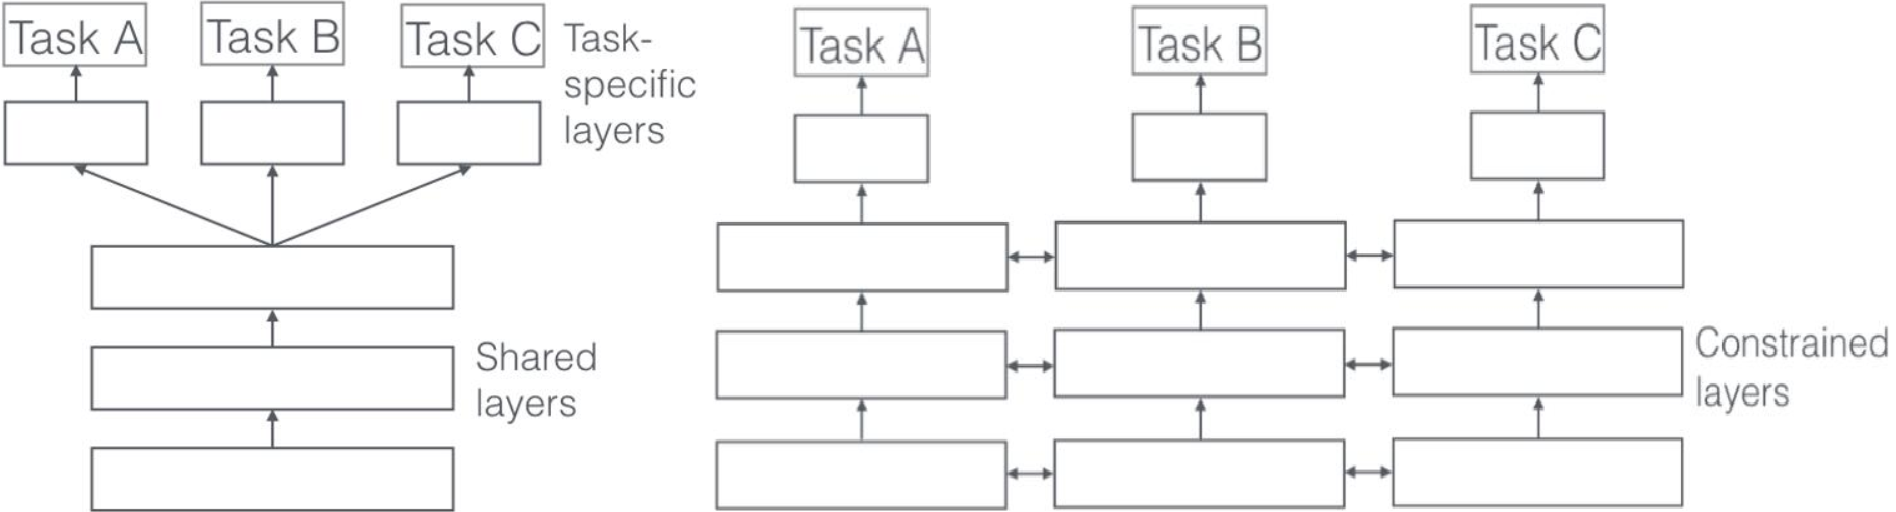 Task A
Task B
Task C
Task-
specific
layers
Shared
layers
Task A
Task B
Task C
Constrained
layers